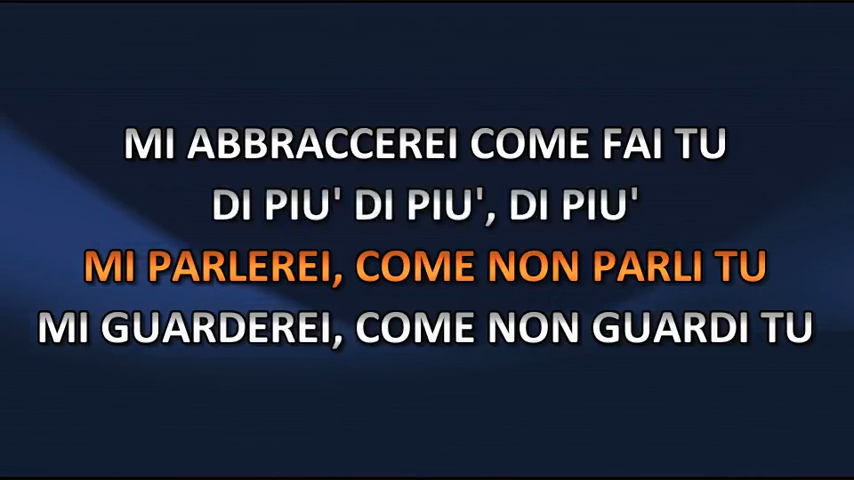 MI ABBRACCEREI COME FAI TU
DI PIU' DI PIU', DI PIU'
MI PARLEREI, COME NON PARLI TU
MI GUARDEREI, COME NON GUARDI TU